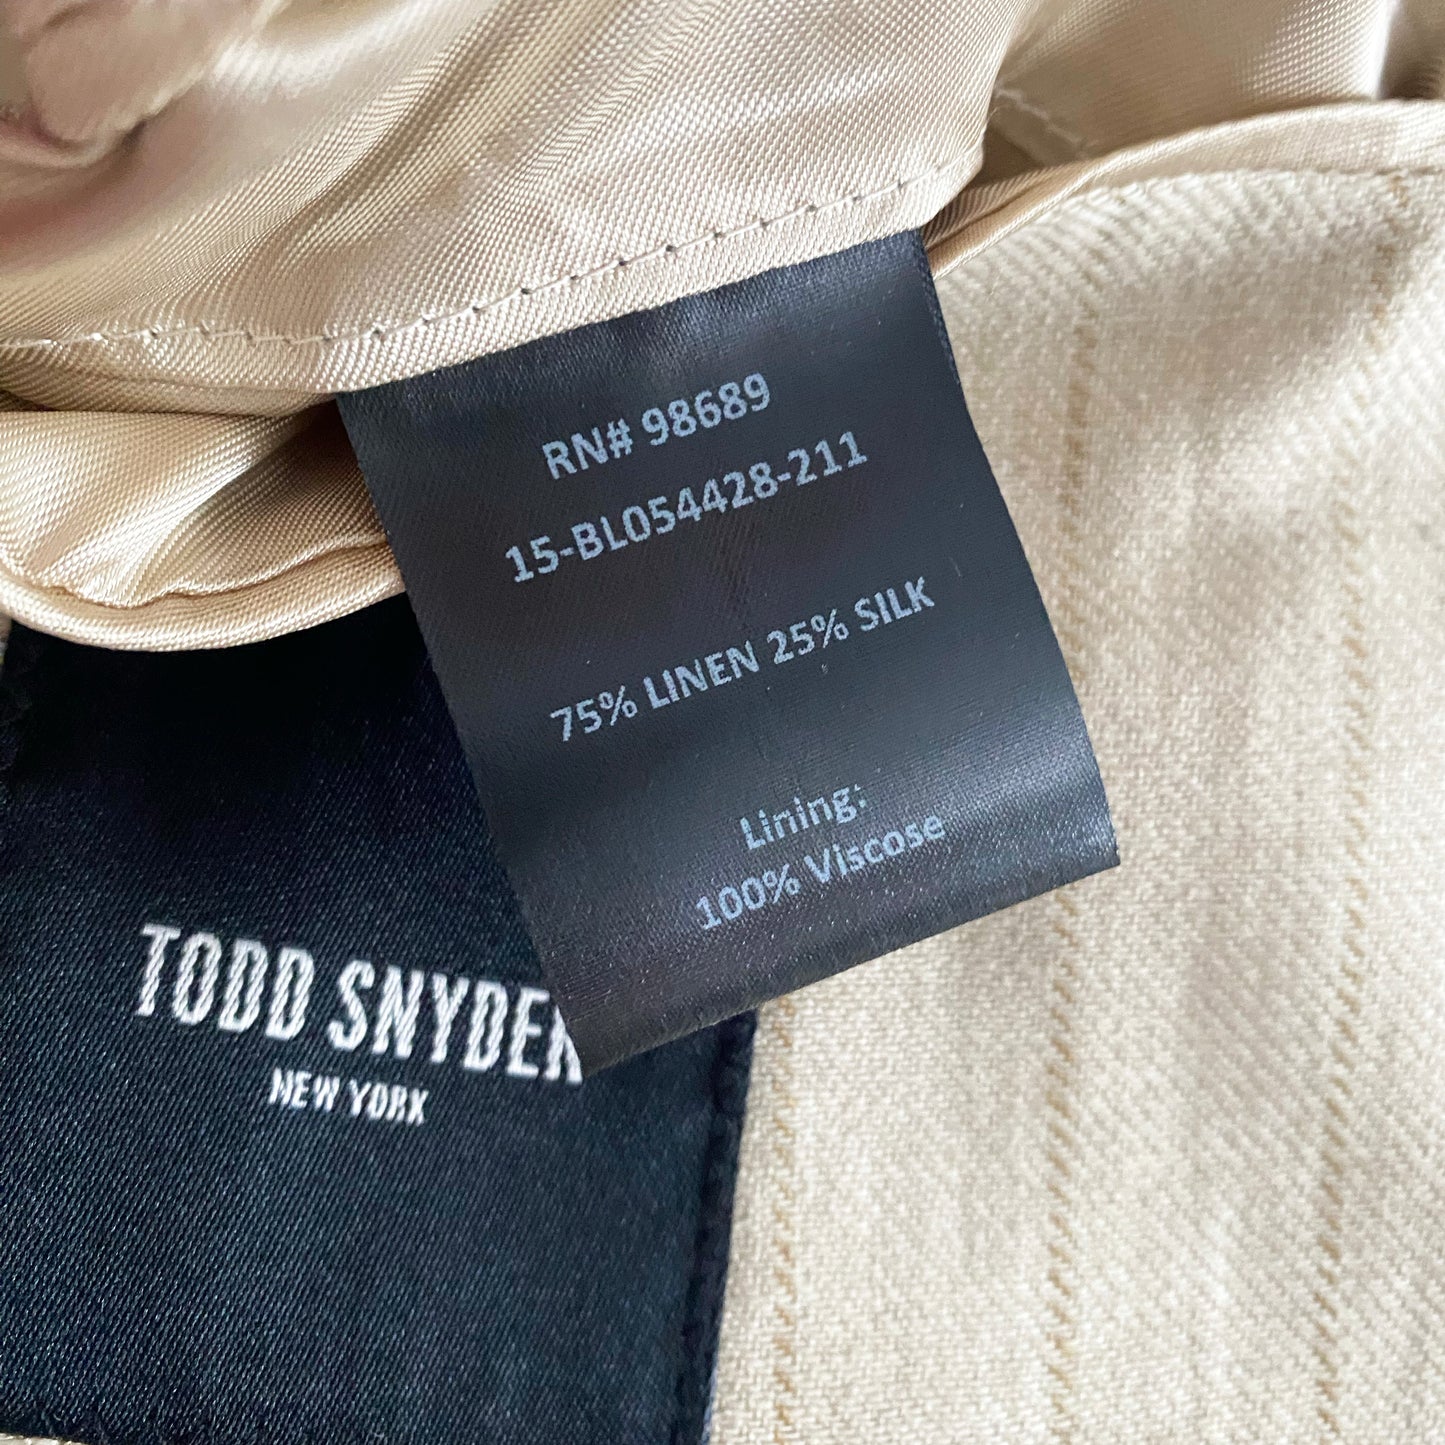 RN# 98689
15-BL054428-211
75% LINEN 25% SILK
Lining:
100% Viscose
TODD SNYDER
NEW YORK